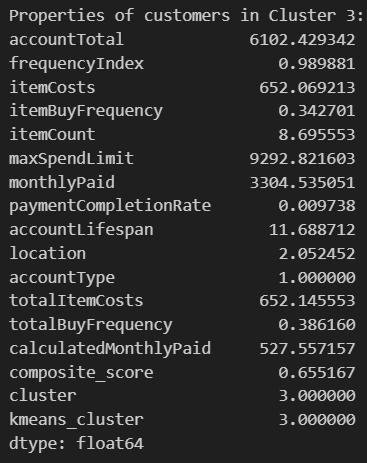 Properties of customers in Cluster 3:
accountTotal 6102.429342
frequencyIndex 0.989881
itemCosts 652.069213
itemBuyFrequency 0.342701
itemCount 8.695553
maxSpendLimit 9292.821603
monthlyPaid 3304.535051
paymentCompletionRate 0.009738
accountLifespan 11.688712
location 2.052452
accountType 1.000000
totalItemCosts 652.145553
totalBuyFrequency 0.386160
calculatedMonthlyPaid 527.557157
composite_score 0.655167
cluster 3.000000
kmeans_cluster 3.000000
dtype: float64